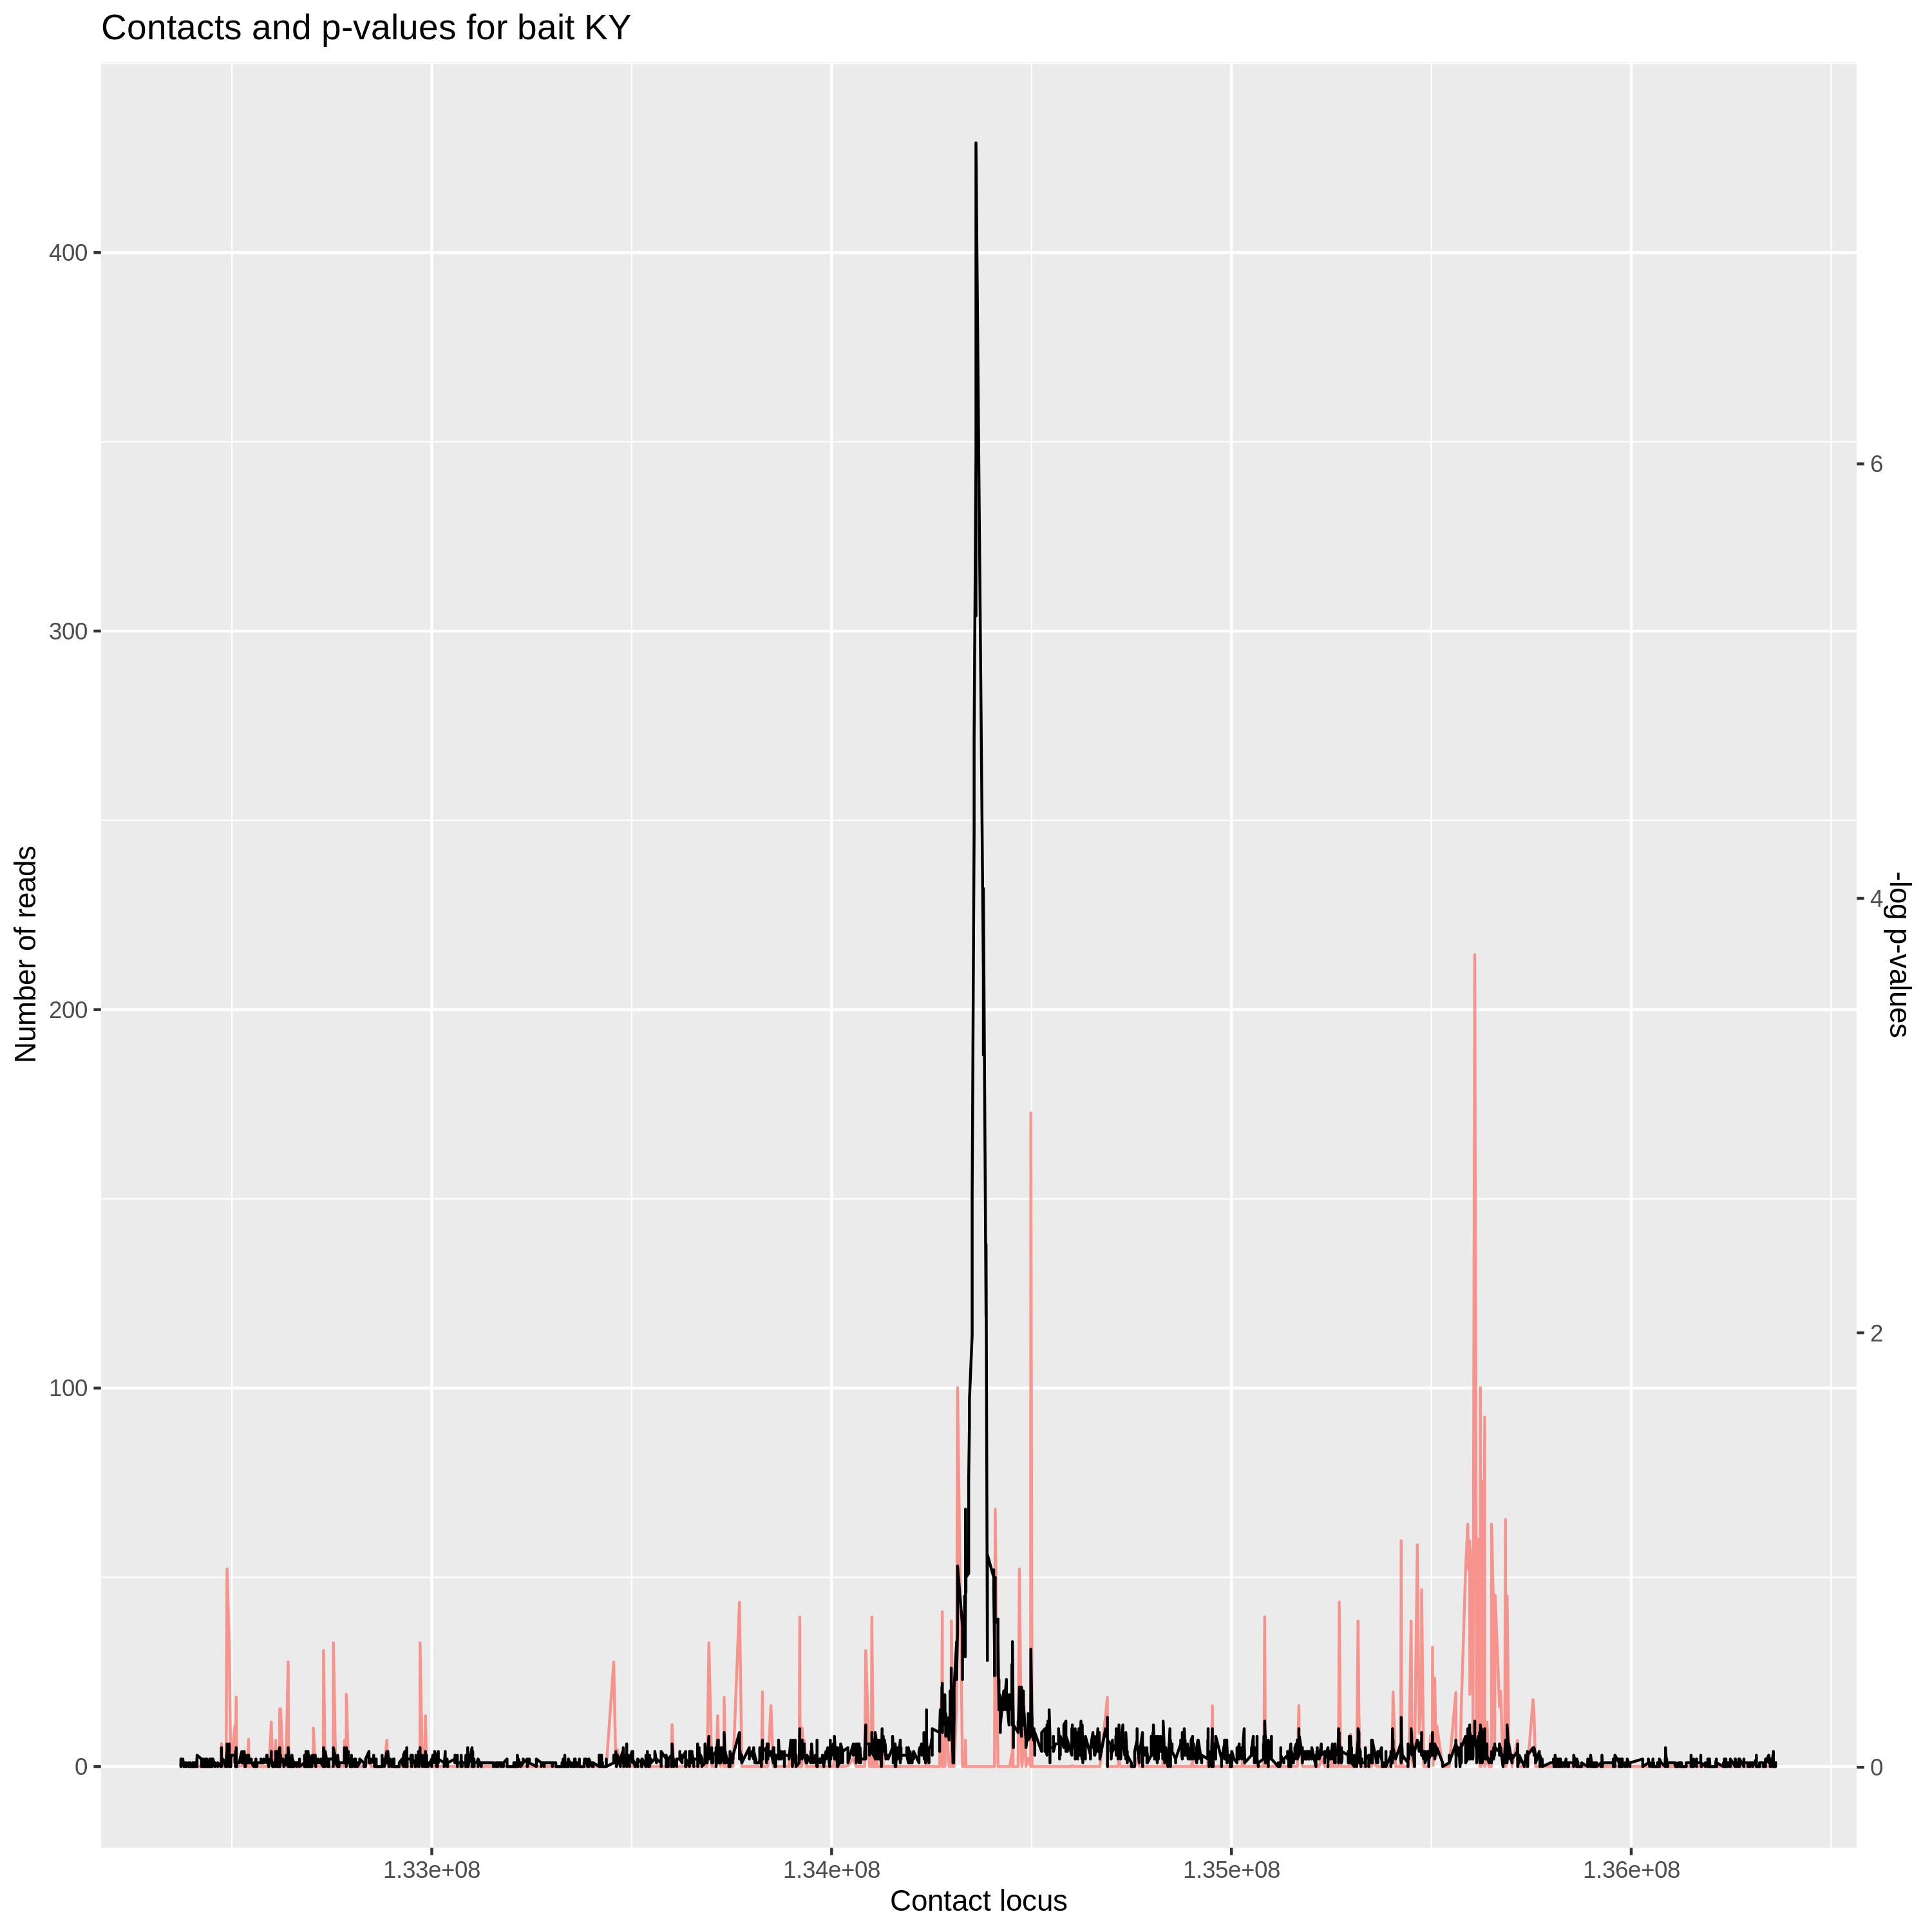 Contacts and p-values for bait KY
400
300
200
100
0
Number of reads
6
4
2
0
-log p-values
1.33e+08
1.34e+08
1.35e+08
1.36e+08
Contact locus